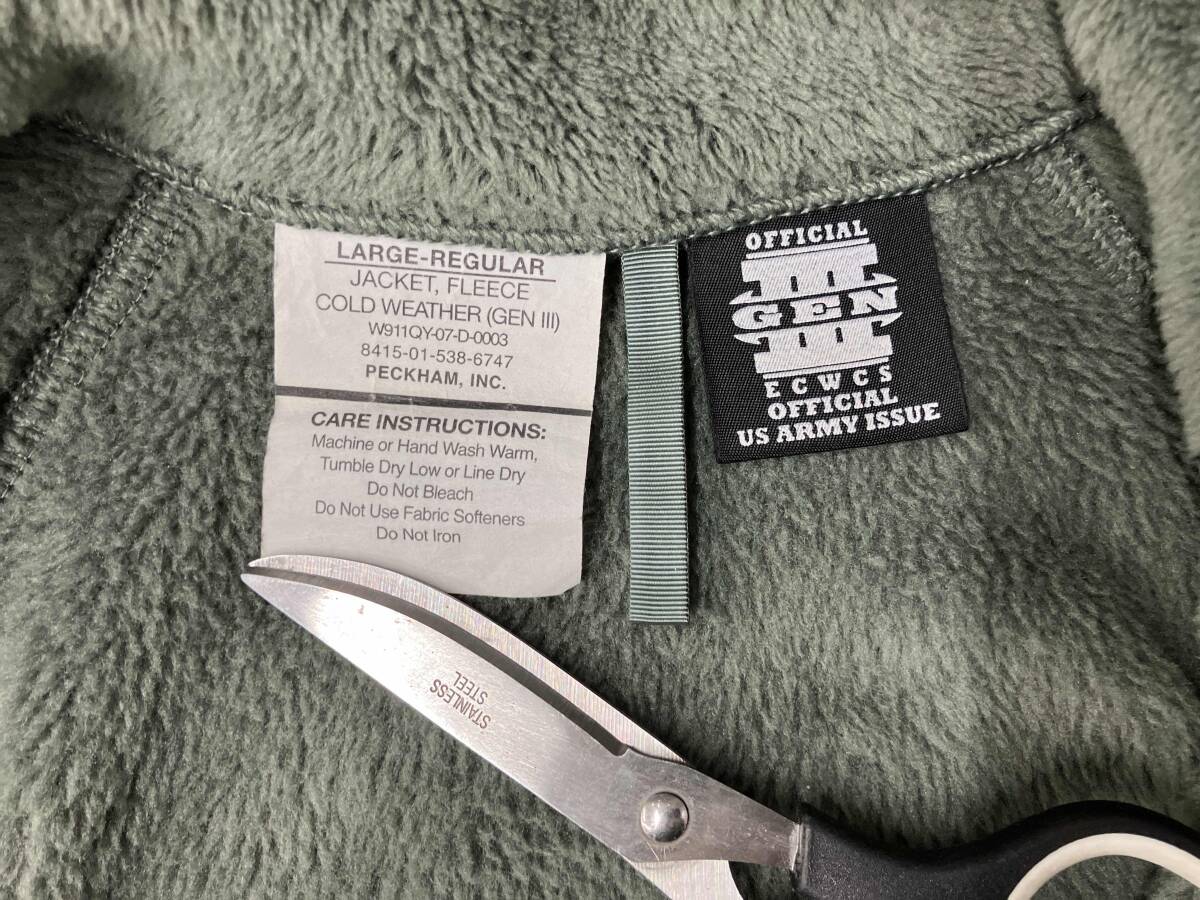 LARGE-REGULAR
JACKET, FLEECE
COLD WEATHER (GEN III)
W911QY-07-D-0003
8415-01-538-6747
PECKHAM, INC.
CARE INSTRUCTIONS:
Machine or Hand Wash Warm,
Tumble Dry Low or Line Dry
Do Not Bleach
Do Not Use Fabric Softeners
Do Not Iron
OFFICIAL
III
GEN
III
ECWCS
OFFICIAL
US ARMY ISSUE
STAINLESS
STEEL